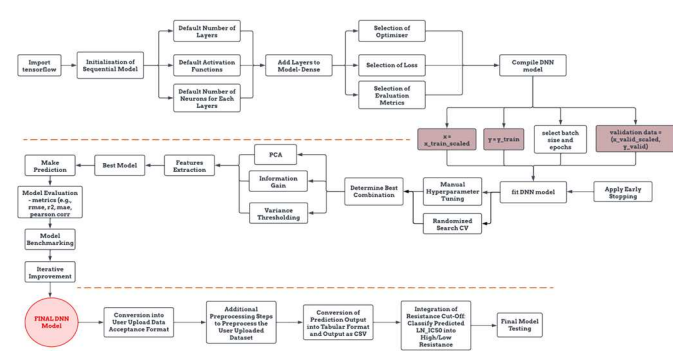 Import
tensorflow
Initialization of
Sequential Model
Default Number of
Layers
Default Activation
Functions
Default Number of
Neurons for Each
Layers
Add Layers to
Model- Dense
Selection of
Optimiser
Selection of Loss
Selection of
Evaluation
Metrics
Compile DNN
model
x =
x_train_scaled
y = y_train
select batch
size and
epochs
validation data =
(x_valid_scaled,
y_valid)
Apply Early
Stopping
fit DNN model
Manual
Hyperparameter
Tuning
Randomized
Search CV
Determine Best
Combination
PCA
Information
Gain
Variance
Thresholding
Features
Extraction
Best Model
Make
Prediction
Model Evaluation
- metrics (e.g.,
rmse, r2, mae,
pearson corr
Model
Benchmarking
Iterative
Improvement
FINAL DNN
Model
Conversion into
User Upload Data
Acceptance Format
Additional
Preprocessing Steps
to Preprocess the
User Uploaded
Dataset
Conversion of
Prediction Output
into Tabular Format
and Output as CSV
Integration of
Resistance Cut-Off:
Classify Predicted
LN_IC50 into
High/Low
Resistance
Final Model
Testing